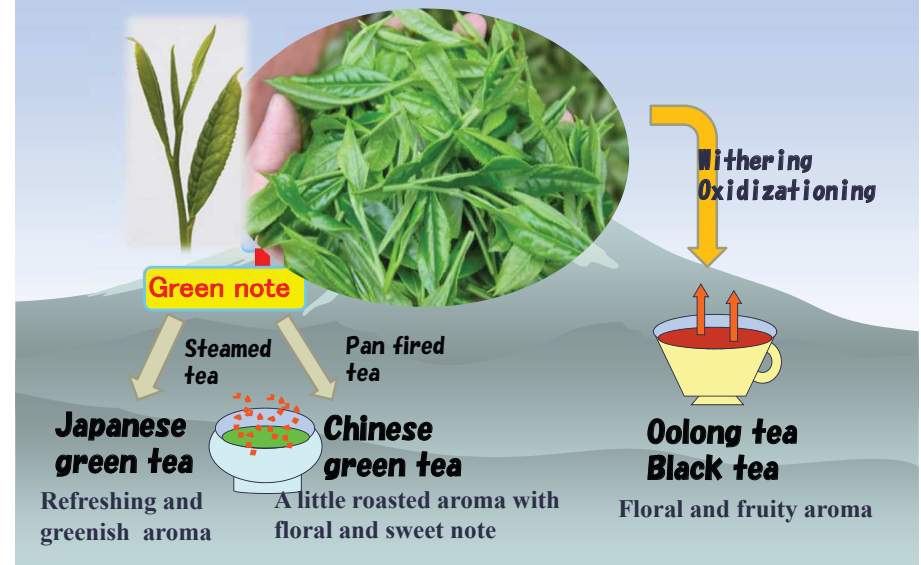 Withering
Oxidizationing
Green note
Steamed
tea
Pan fired
tea
Japanese
green tea
Refreshing and
greenish aroma
Chinese
green tea
A little roasted aroma with
floral and sweet note
Oolong tea
Black tea
Floral and fruity aroma